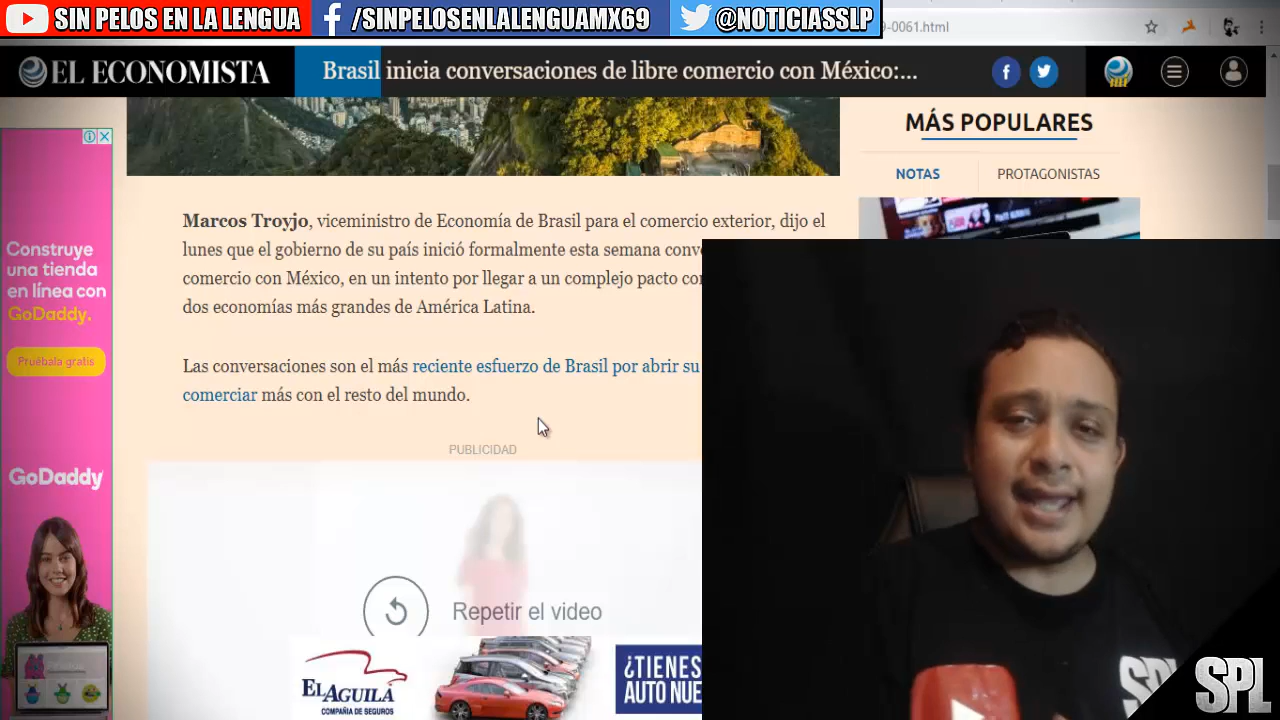 SIN PELOS EN LA LENGUA
/SINPELOSENLALENGUAMX69
@NOTICIASSLP
9-0061.html
EL ECONOMISTA
Brasil inicia conversaciones de libre comercio con México:...
MÁS POPULARES
NOTAS
PROTAGONISTAS
Marcos Troyjo, viceministro de Economía de Brasil para el comercio exterior, dijo el
lunes que el gobierno de su país inició formalmente esta semana
comercio con México, en un intento por llegar a un complejo pacto
dos economías más grandes de América Latina.
Las conversaciones son el más reciente esfuerzo de Brasil por abrir su
comerciar más con el resto del mundo.
PUBLICIDAD
Repetir el video
EL AGUILA
COMPAÑÍA DE SEGUROS
¿TIENES
AUTO NUE
Construye
una tienda
en línea con
GoDaddy.
Pruébala gratis
GoDaddy
SPL
SPL